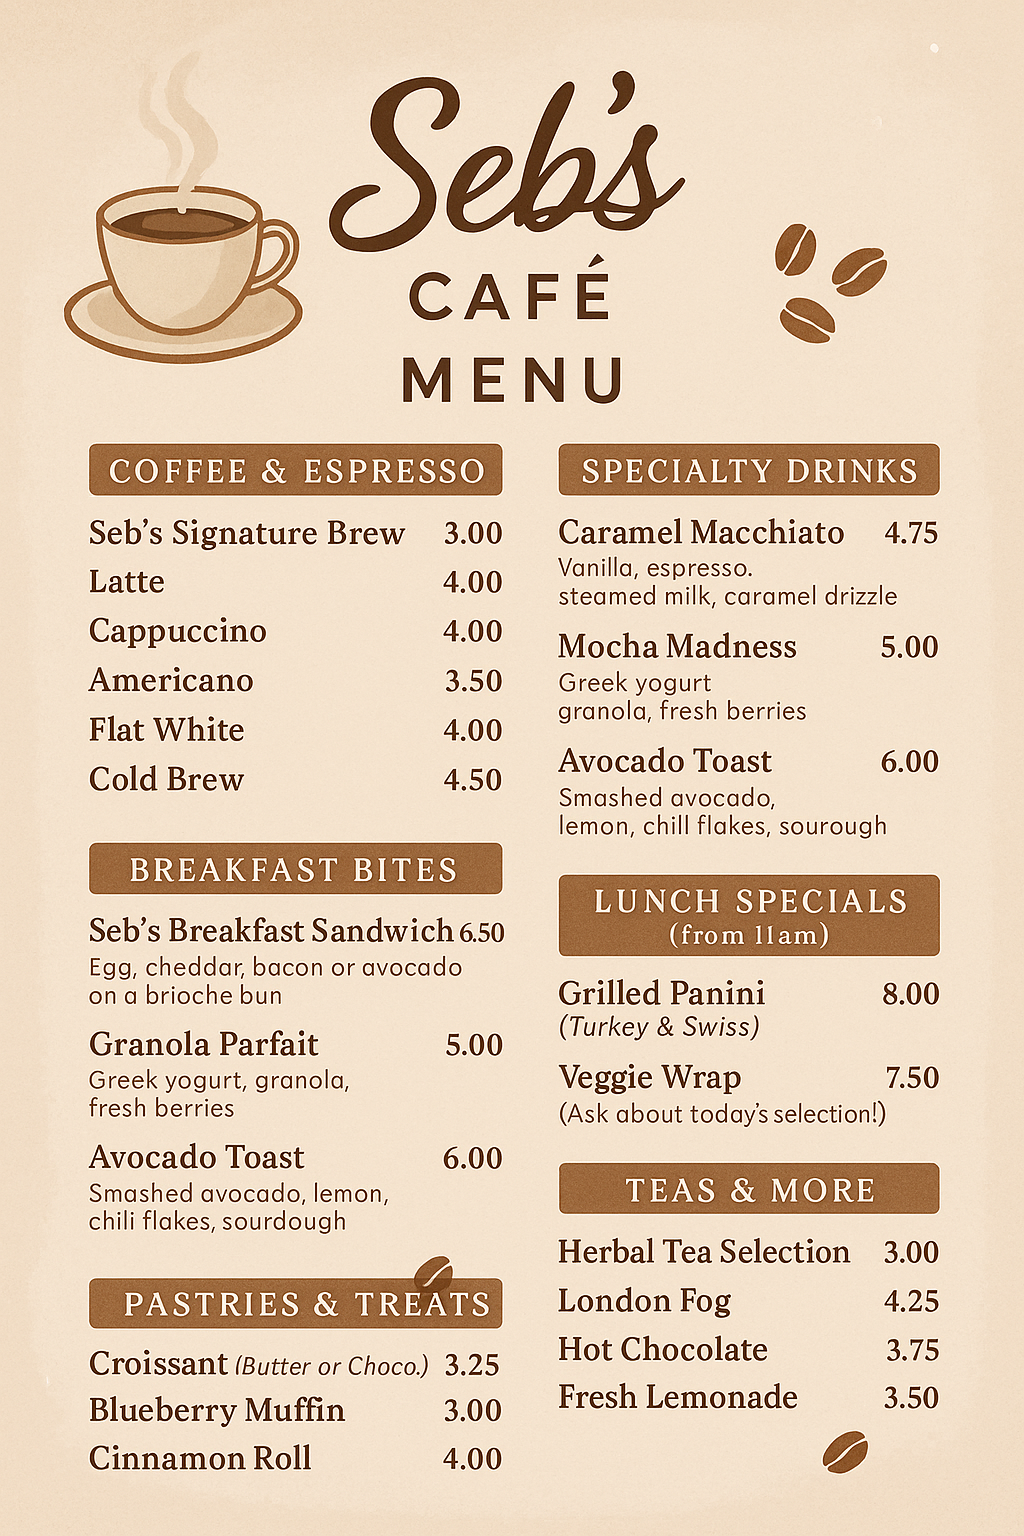 Seb's
CAFÉ
MENU
COFFEE & ESPRESSO
Seb's Signature Brew 3.00
Latte 4.00
Cappuccino 4.00
Americano 3.50
Flat White 4.00
Cold Brew 4.50
BREAKFAST BITES
Seb's Breakfast Sandwich 6.50
Egg, cheddar, bacon or avocado
on a brioche bun
Granola Parfait 5.00
Greek yogurt, granola,
fresh berries
Avocado Toast 6.00
Smashed avocado, lemon,
chili flakes, sourdough
PASTRIES & TREATS
Croissant (Butter or Choco.) 3.25
Blueberry Muffin 3.00
Cinnamon Roll 4.00
SPECIALTY DRINKS
Caramel Macchiato 4.75
Vanilla, espresso.
steamed milk, caramel drizzle
Mocha Madness 5.00
Greek yogurt
granola, fresh berries
Avocado Toast 6.00
Smashed avocado,
lemon, chill flakes, sourough
LUNCH SPECIALS
(from 11am)
Grilled Panini 8.00
(Turkey & Swiss)
Veggie Wrap 7.50
(Ask about today's selection!)
TEAS & MORE
Herbal Tea Selection 3.00
London Fog 4.25
Hot Chocolate 3.75
Fresh Lemonade 3.50